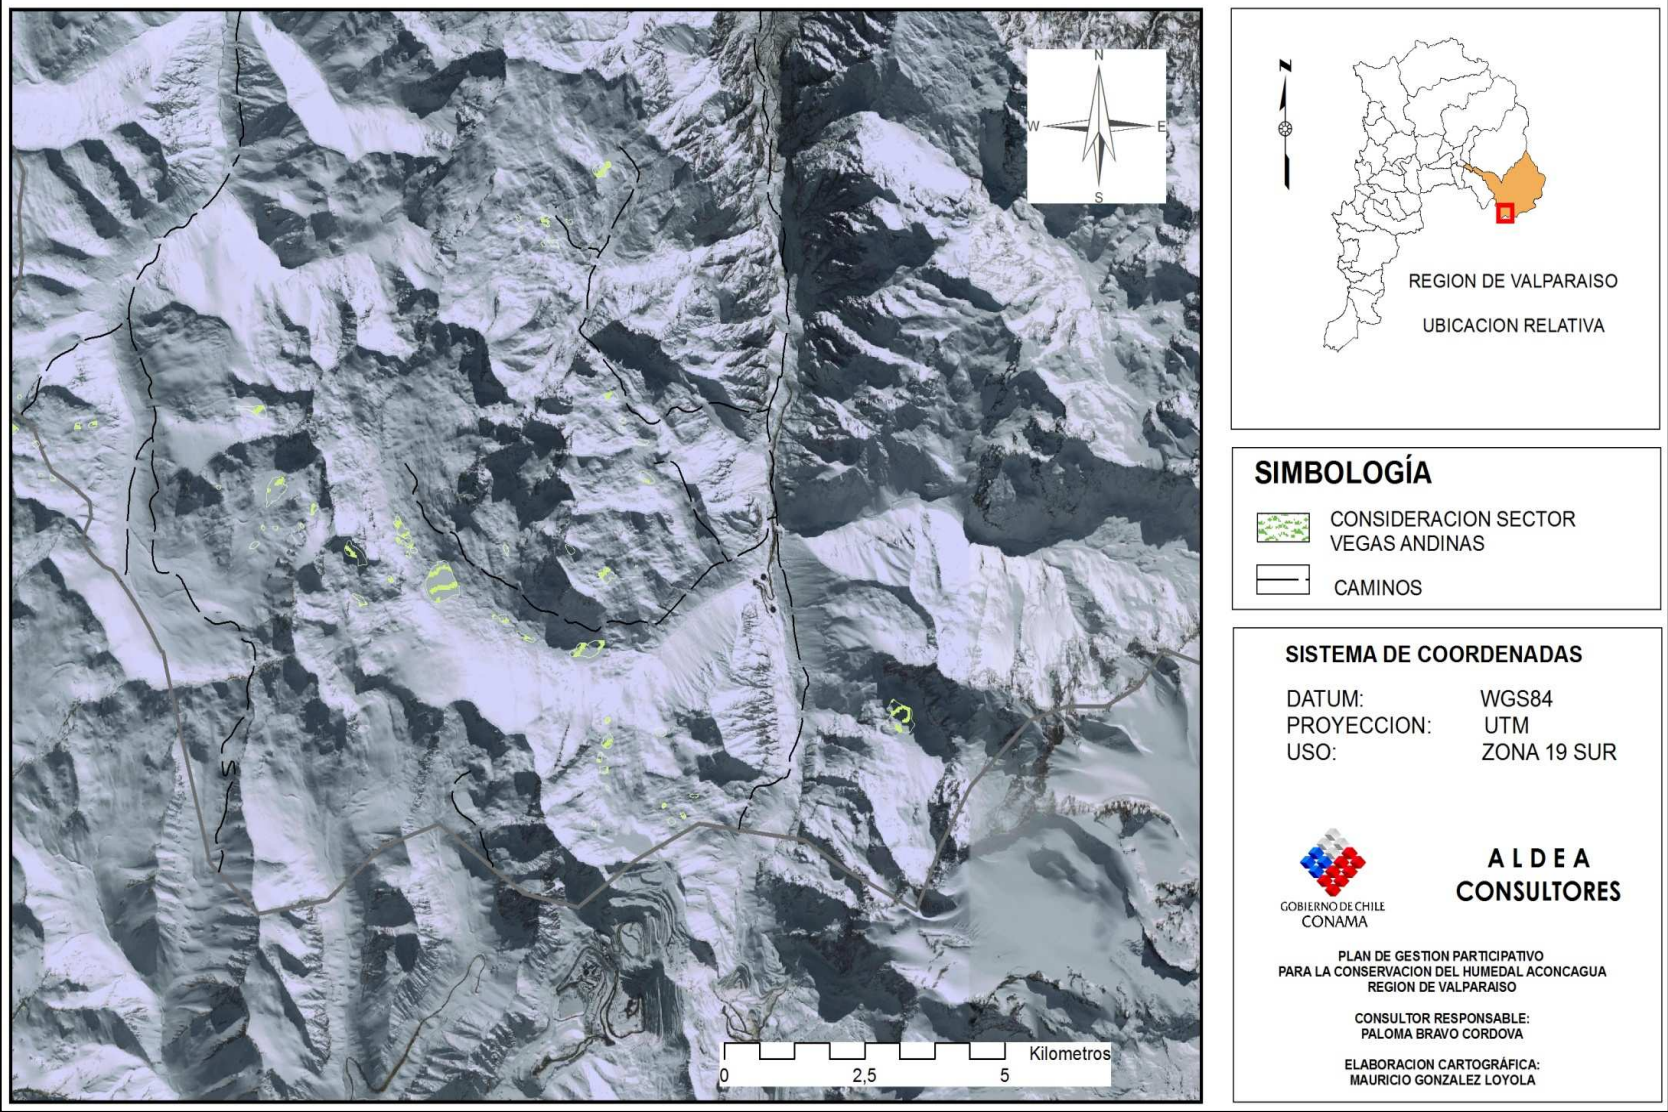 N
W
E
S
0
2,5
5
Kilometros
N
REGION DE VALPARAISO
UBICACION RELATIVA
SIMBOLOGÍA
CONSIDERACION SECTOR
VEGAS ANDINAS
CAMINOS
SISTEMA DE COORDENADAS
DATUM: WGS84
PROYECCION: UTM
USO: ZONA 19 SUR
GOBIERNO DE CHILE
CONAMA
ALDEA
CONSULTORES
PLAN DE GESTION PARTICIPATIVO
PARA LA CONSERVACION DEL HUMEDAL ACONCAGUA
REGION DE VALPARAISO
CONSULTOR RESPONSABLE:
PALOMA BRAVO CORDOVA
ELABORACION CARTOGRÁFICA:
MAURICIO GONZALEZ LOYOLA